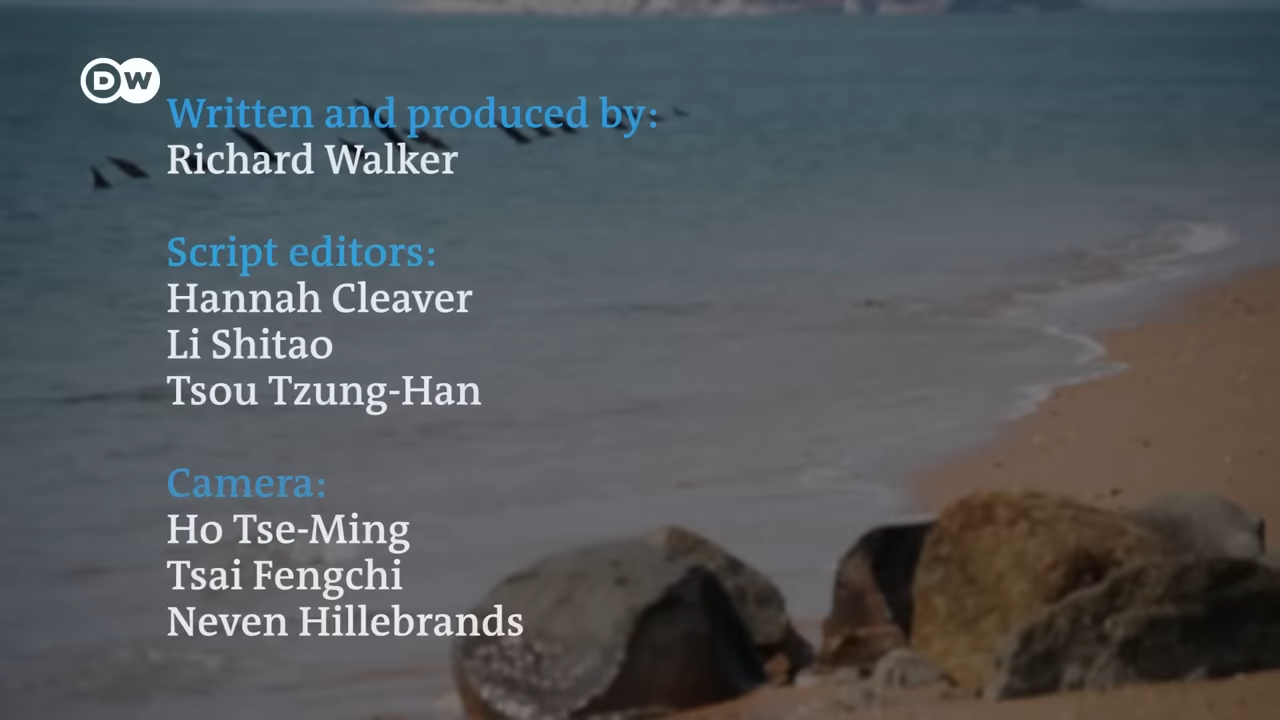 DW
Written and produced by:
Richard Walker
Script editors:
Hannah Cleaver
Li Shitao
Tsou Tzung-Han
Camera:
Ho Tse-Ming
Tsai Fengchi
Neven Hillebrands